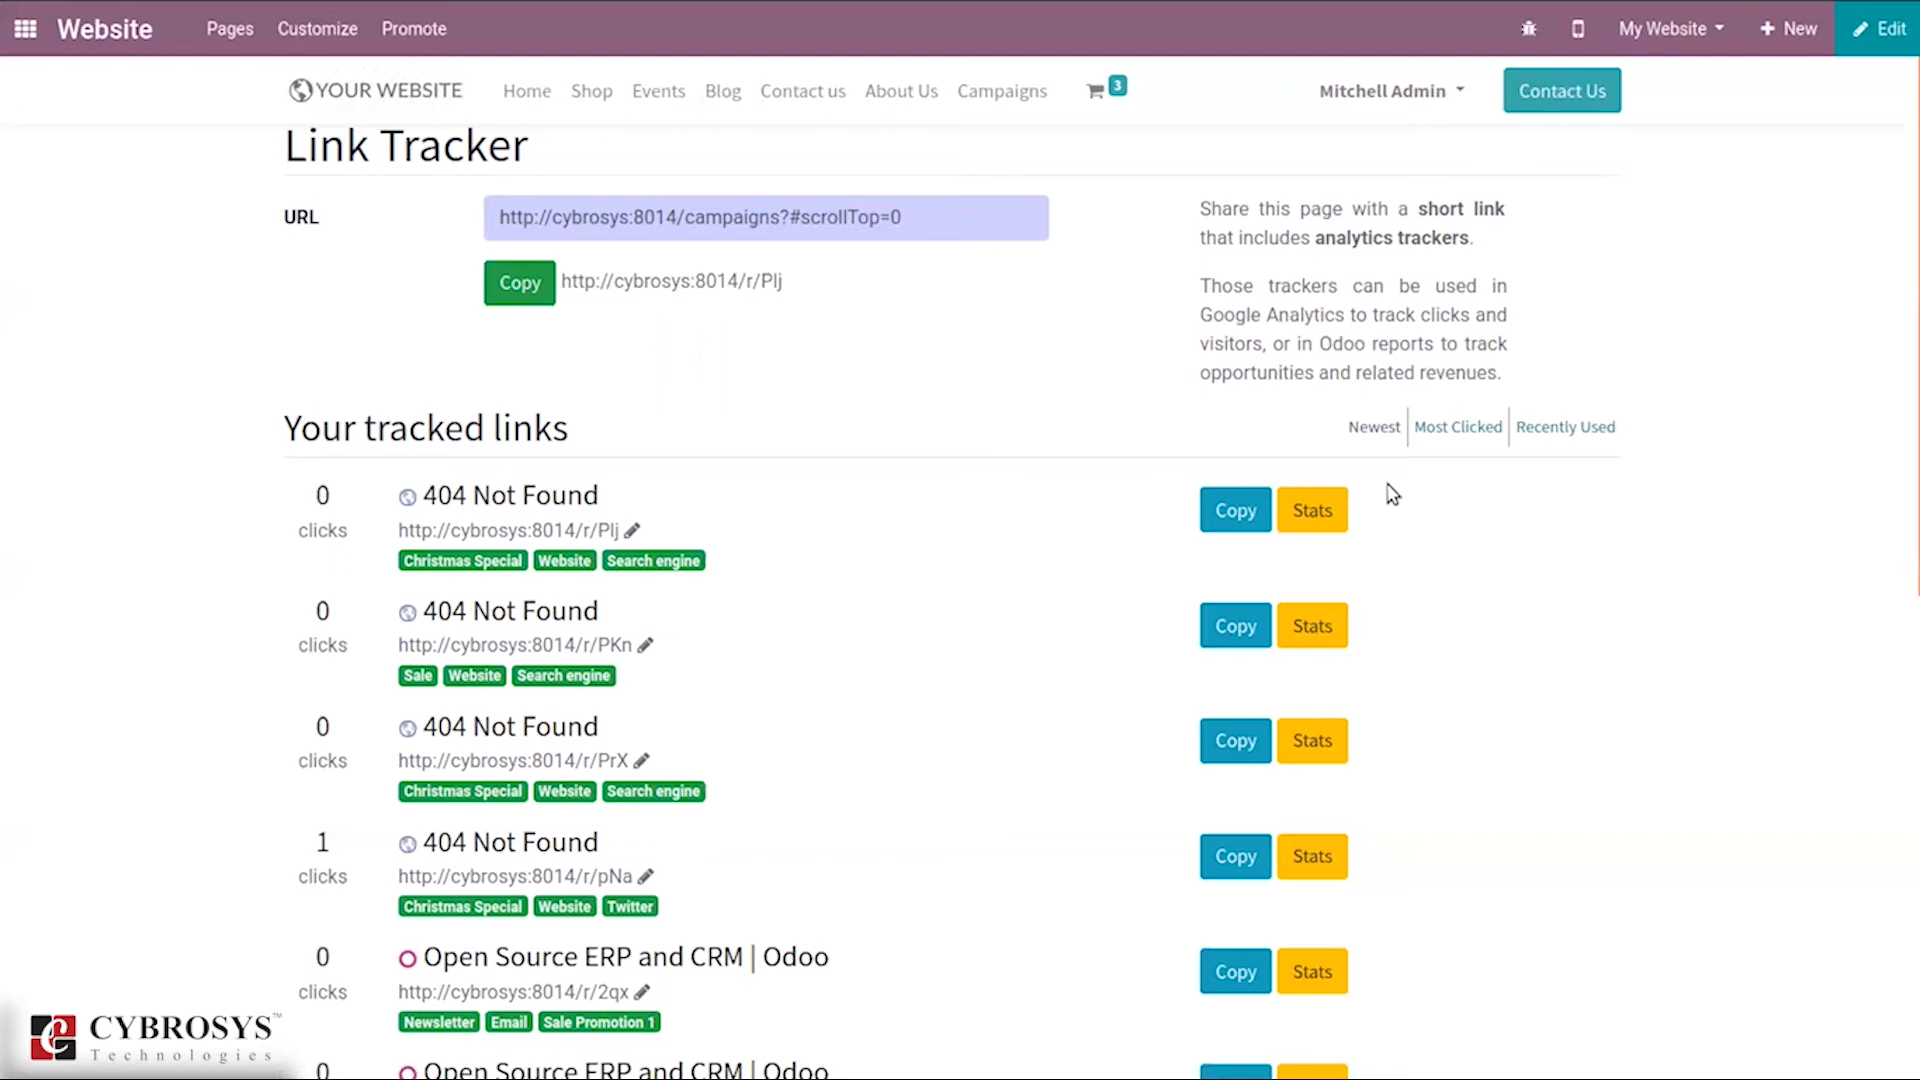 Website Pages Customize Promote My Website + New Edit
YOUR WEBSITE Home Shop Events Blog Contact us About Us Campaigns 3 Mitchell Admin Contact Us
Link Tracker
URL http://cybrosys:8014/campaigns?#scrollTop=0
Copy http://cybrosys:8014/r/Plj
Share this page with a short link
that includes analytics trackers.
Those trackers can be used in
Google Analytics to track clicks and
visitors, or in Odoo reports to track
opportunities and related revenues.
Your tracked links Newest Most Clicked Recently Used
0 404 Not Found Copy Stats
clicks http://cybrosys:8014/r/Plj
Christmas Special Website Search engine
0 404 Not Found Copy Stats
clicks http://cybrosys:8014/r/PKn
Sale Website Search engine
0 404 Not Found Copy Stats
clicks http://cybrosys:8014/r/PrX
Christmas Special Website Search engine
1 404 Not Found Copy Stats
clicks http://cybrosys:8014/r/pNa
Christmas Special Website Twitter
0 Open Source ERP and CRM | Odoo Copy Stats
clicks http://cybrosys:8014/r/2qx
Newsletter Email Sale Promotion 1
0 Open Source ERP and CRM | Odoo
CYBROSYS™
Technologies